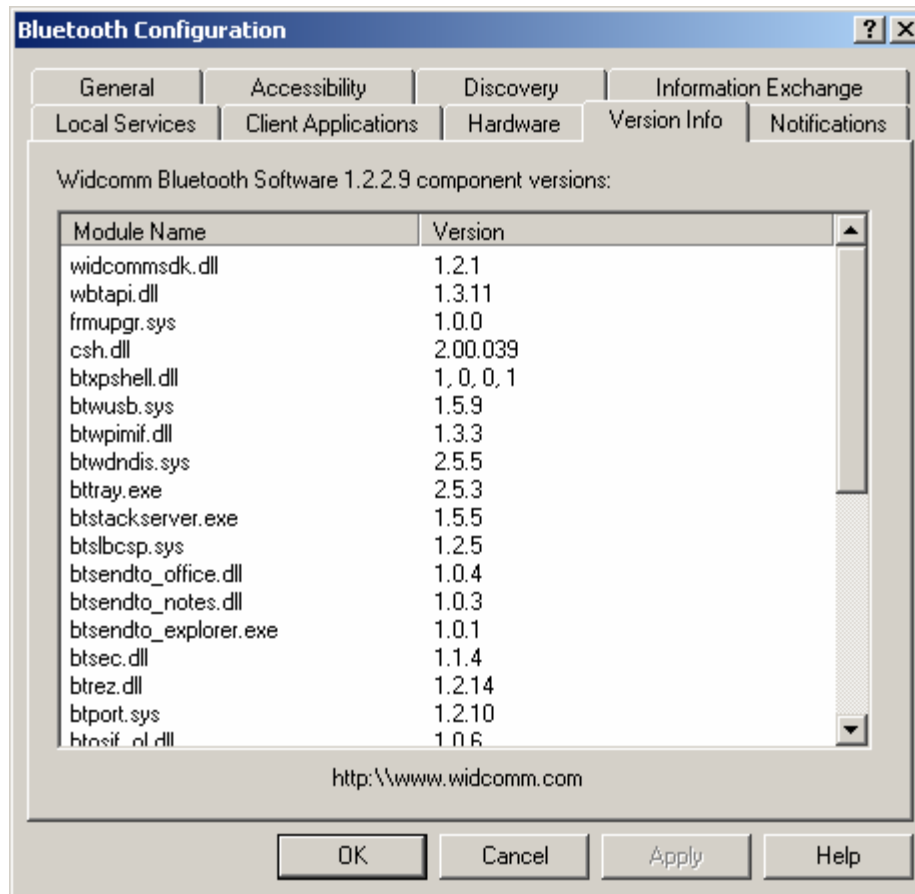 Bluetooth Configuration
General Accessibility Discovery Information Exchange
Local Services Client Applications Hardware Version Info Notifications
Widcomm Bluetooth Software 1.2.2.9 component versions:
Module Name Version
widcommsdk.dll 1.2.1
wbtapi.dll 1.3.11
frmupgr.sys 1.0.0
csh.dll 2.00.039
btxpshell.dll 1, 0, 0, 1
btwusb.sys 1.5.9
btwpimif.dll 1.3.3
btwdndis.sys 2.5.5
bttray.exe 2.5.3
btstackserver.exe 1.5.5
btslbcsp.sys 1.2.5
btsendto_office.dll 1.0.4
btsendto_notes.dll 1.0.3
btsendto_explorer.exe 1.0.1
btsec.dll 1.1.4
btrez.dll 1.2.14
btport.sys 1.2.10
btosif_ol.dll 1.0.6
http:\\www.widcomm.com
OK Cancel Apply Help